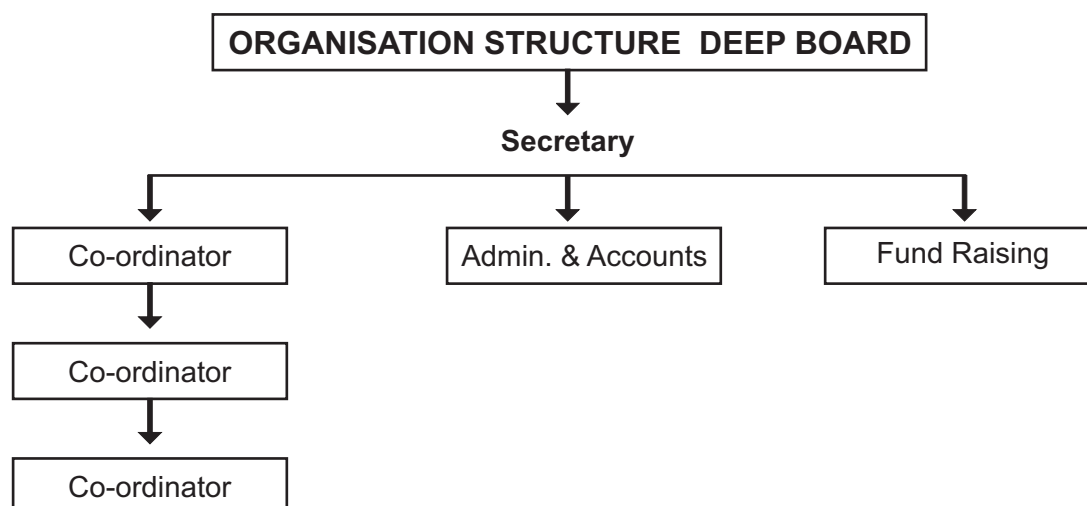 ORGANISATION STRUCTURE DEEP BOARD
Secretary
Co-ordinator
Admin. & Accounts
Fund Raising
Co-ordinator
Co-ordinator